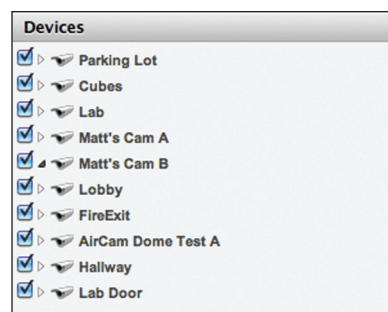 Devices
Parking Lot
Cubes
Lab
Matt's Cam A
Matt's Cam B
Lobby
FireExit
AirCam Dome Test A
Hallway
Lab Door